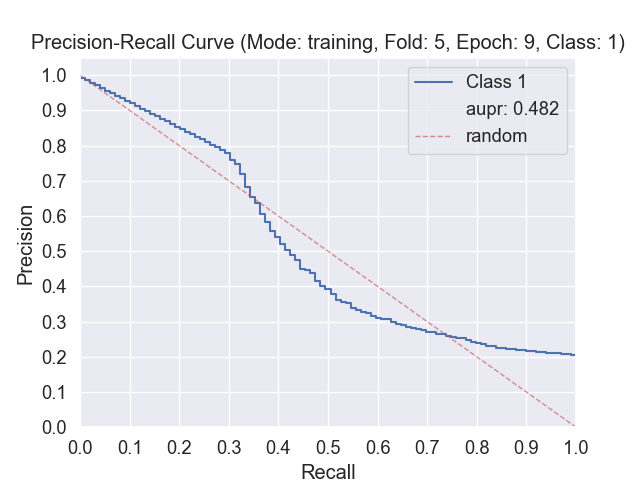 Precision-Recall Curve (Mode: training, Fold: 5, Epoch: 9, Class: 1)
Class 1
aupr: 0.482
random
Precision
1.0
0.9
0.8
0.7
0.6
0.5
0.4
0.3
0.2
0.1
0.0
0.0 0.1 0.2 0.3 0.4 0.5 0.6 0.7 0.8 0.9 1.0
Recall